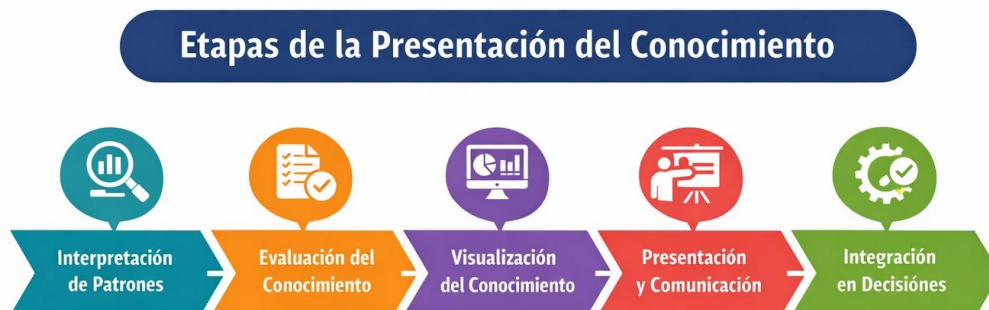 Etapas de la Presentación del Conocimiento
Interpretación
de Patrones
Evaluación del
Conocimiento
Visualización
del Conocimiento
Presentación
y Comunicación
Integración
en Decisiónes